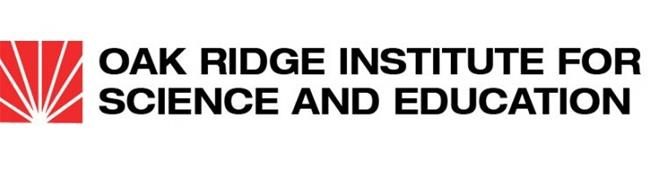 OAK RIDGE INSTITUTE FOR
SCIENCE AND EDUCATION